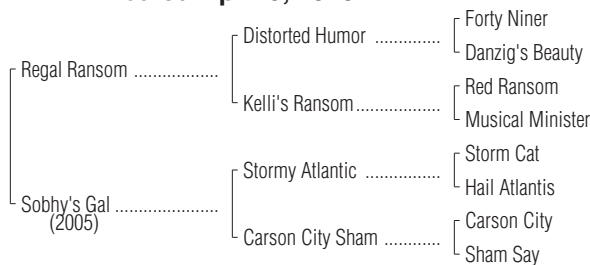 Forty Niner
Distorted Humor ..............
Danzig's Beauty
Regal Ransom ..................
Red Ransom
Kelli's Ransom ................
Musical Minister
Storm Cat
Stormy Atlantic ...............
Hail Atlantis
Sobhy's Gal ......................
(2005)
Carson City
Carson City Sham ............
Sham Say